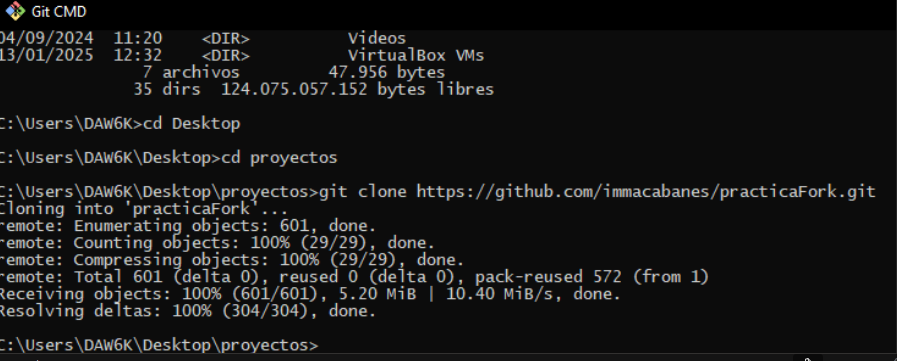 Git CMD
04/09/2024  11:20    <DIR>          Videos
13/01/2025  12:32    <DIR>          VirtualBox VMs
7 archivos         47.956 bytes
35 dirs  124.075.057.152 bytes libres
C:\Users\DAW6K>cd Desktop
C:\Users\DAW6K\Desktop>cd proyectos
C:\Users\DAW6K\Desktop\proyectos>git clone https://github.com/immacabanes/practicaFork.git
Cloning into 'practicaFork'...
remote: Enumerating objects: 601, done.
remote: Counting objects: 100% (29/29), done.
remote: Compressing objects: 100% (29/29), done.
remote: Total 601 (delta 0), reused 0 (delta 0), pack-reused 572 (from 1)
Receiving objects: 100% (601/601), 5.20 MiB | 10.40 MiB/s, done.
Resolving deltas: 100% (304/304), done.
C:\Users\DAW6K\Desktop\proyectos>